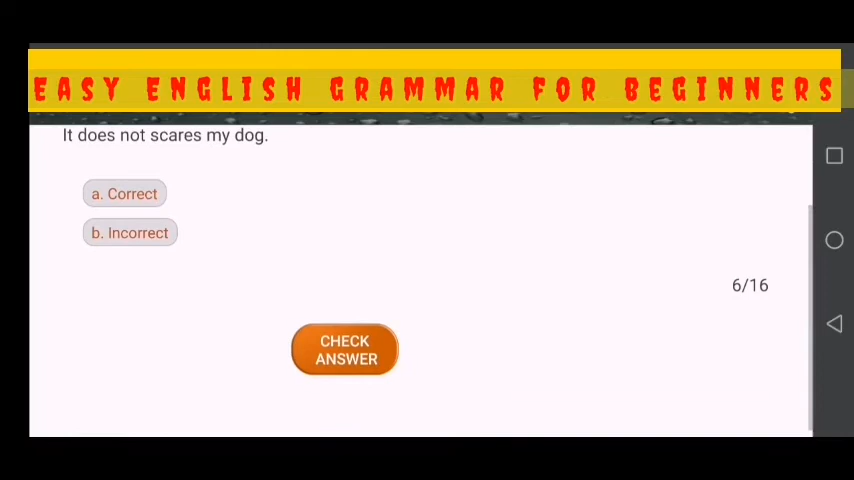 EASY ENGLISH GRAMMAR FOR BEGINNERS
It does not scares my dog.
a. Correct
b. Incorrect
6/16
CHECK
ANSWER